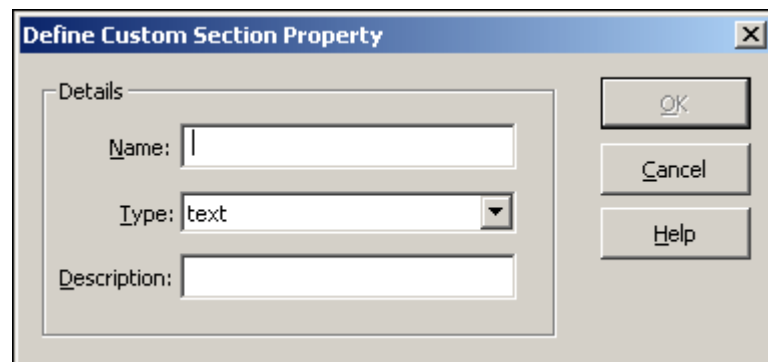 Define Custom Section Property
Details
Name:
Type: text
Description:
OK
Cancel
Help